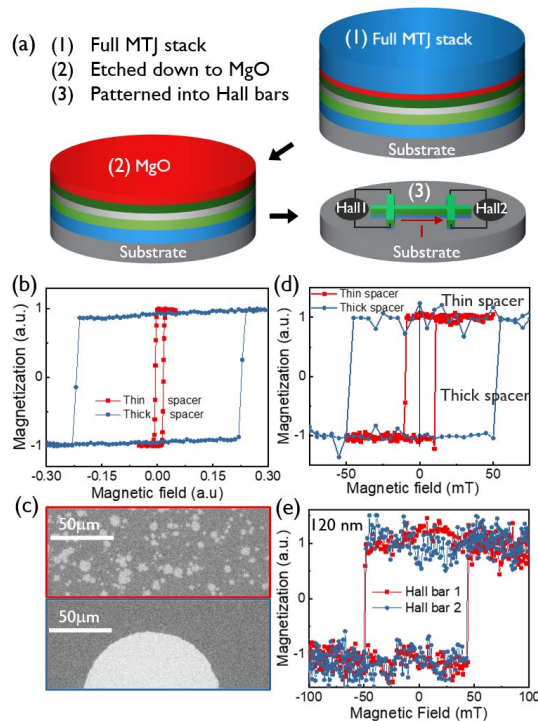 (a) (1) Full MTJ stack
(2) Etched down to MgO
(3) Patterned into Hall bars
(1) Full MTJ stack
Substrate
(2) MgO
Substrate
(3)
Hall1
Hall2
I
Substrate
(b)
Magnetization (a.u.)
1
0
-1
Thin spacer
Thick spacer
-0.30 -0.15 0.00 0.15 0.30
Magnetic field (a.u)
(d)
Magnetization (a.u.)
1
0
-1
Thin spacer
Thick spacer
Thin spacer
Thick spacer
-50 0 50
Magnetic field (mT)
(c)
50μm
50μm
(e)
120 nm
Magnetization (a.u.)
1
0
-1
Hall bar 1
Hall bar 2
-100 -50 0 50 100
Magnetic Field (mT)